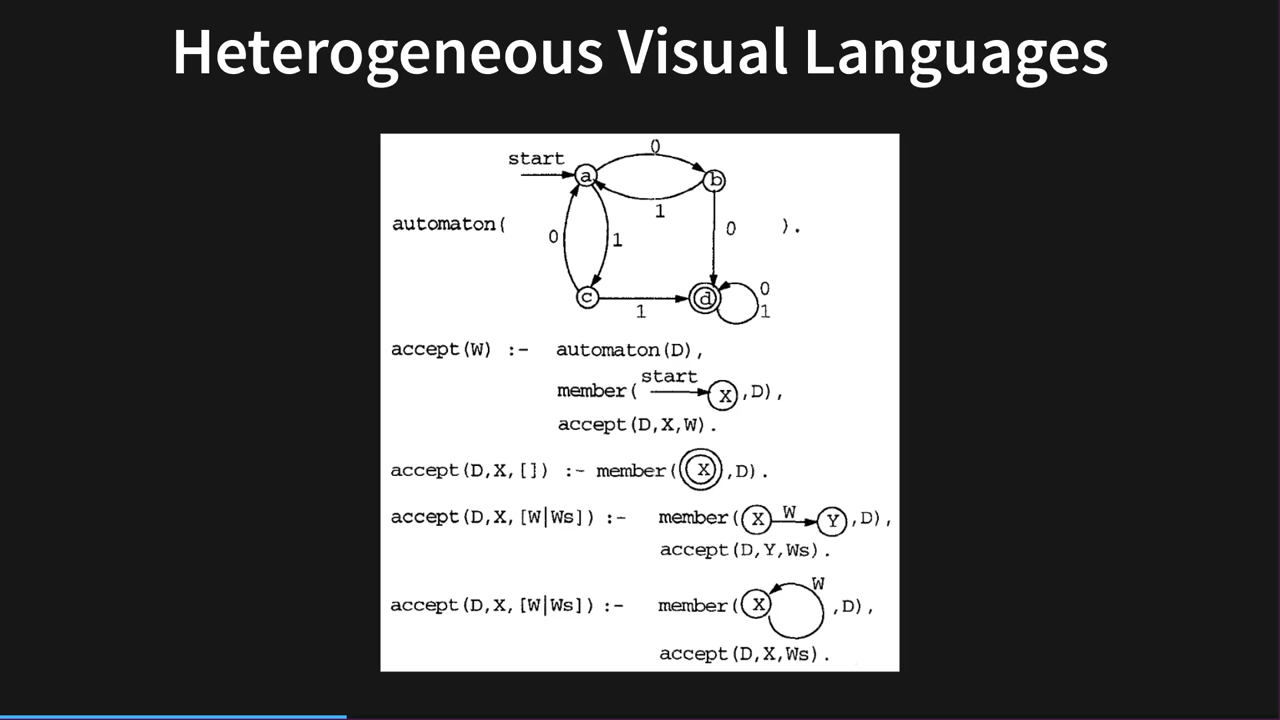 Heterogeneous Visual Languages
0
start
a
b
1
automaton(
0
1
0
).
c
d
0
1
1
accept(W) :- automaton(D),
start
member( X ,D),
accept(D,X,W).
accept(D,X,[]) :- member( X ,D).
W
accept(D,X,[W|Ws]) :- member( X Y ,D),
accept(D,Y,Ws).
W
accept(D,X,[W|Ws]) :- member( X ,D),
accept(D,X,Ws).